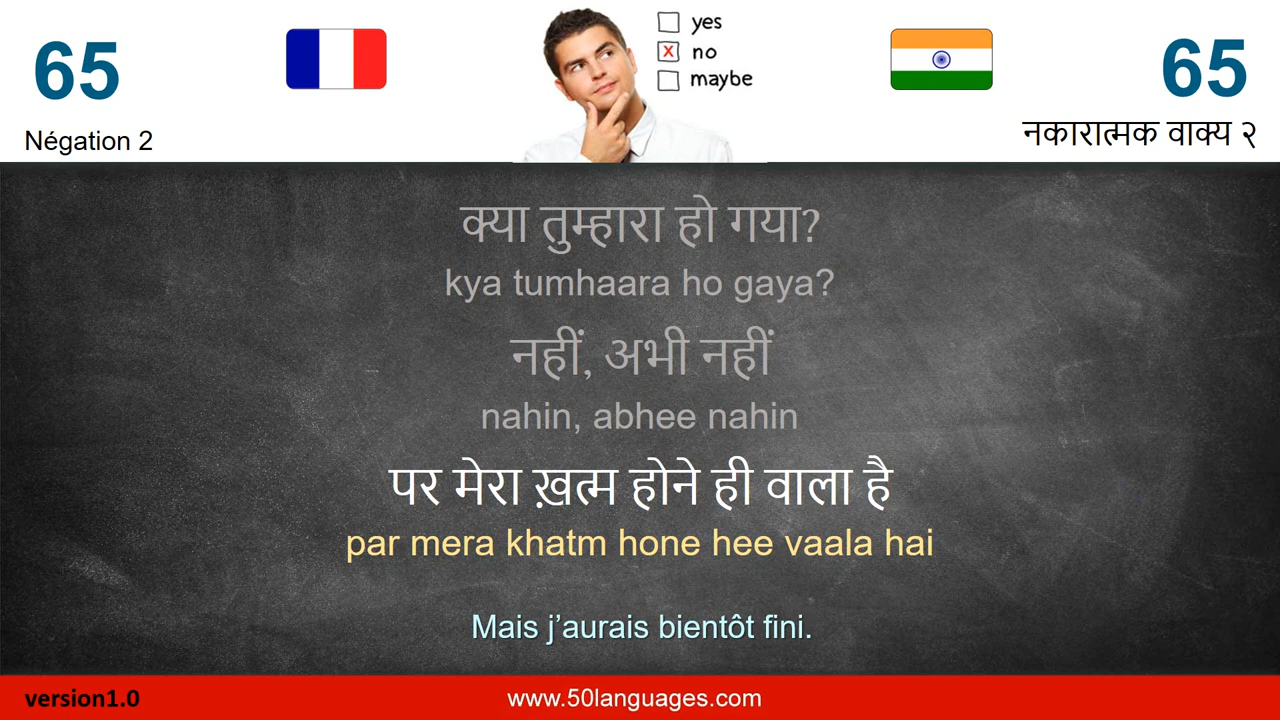 65
65
yes
no
maybe
Négation 2
नकारात्मक वाक्य २
क्या तुम्हारा हो गया?
kya tumhaara ho gaya?
नहीं, अभी नहीं
nahin, abhee nahin
पर मेरा ख़त्म होने ही वाला है
par mera khatm hone hee vaala hai
Mais j’aurais bientôt fini.
version1.0
www.50languages.com